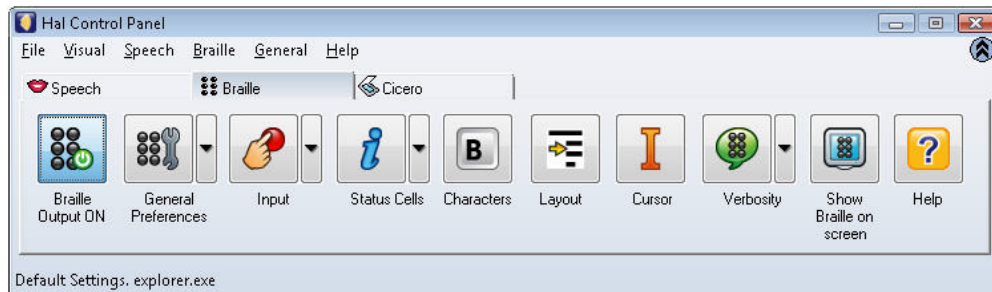 Hal Control Panel
File Visual Speech Braille General Help
Speech Braille Cicero
B
Braille Output ON
General Preferences
Input
Status Cells
Characters
Layout
Cursor
Verbosity
Show Braille on screen
Help
Default Settings. explorer.exe